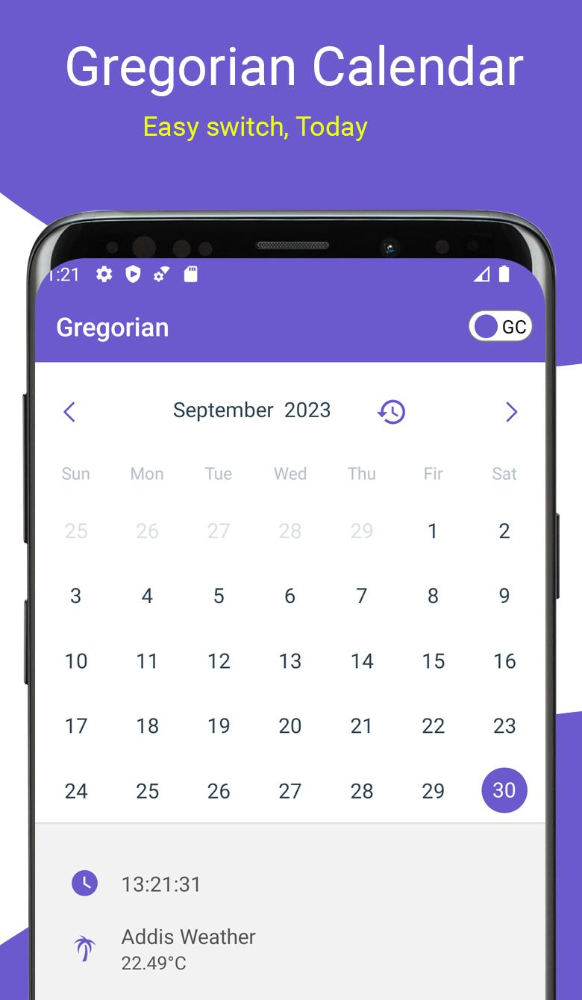 Gregorian Calendar
Easy switch, Today
1:21
Gregorian
GC
September 2023
Sun Mon Tue Wed Thu Fir Sat
25 26 27 28 29 1 2
3 4 5 6 7 8 9
10 11 12 13 14 15 16
17 18 19 20 21 22 23
24 25 26 27 28 29 30
13:21:31
Addis Weather
22.49°C